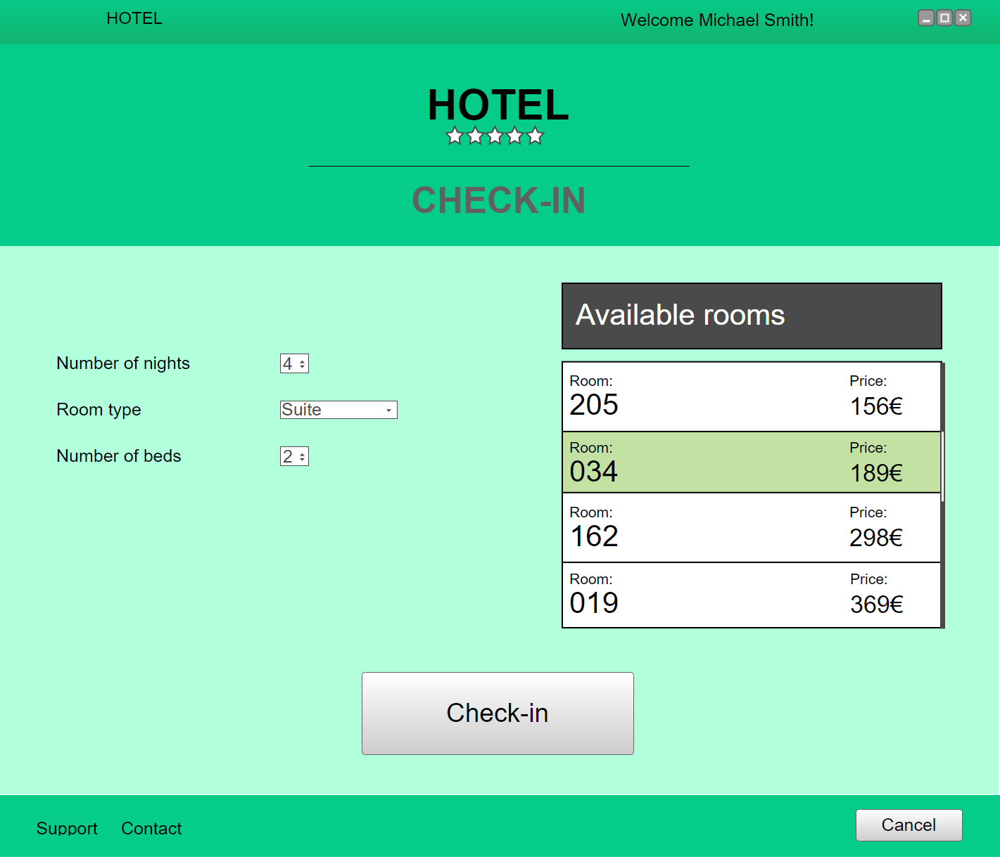 HOTEL
Welcome Michael Smith!
HOTEL
CHECK-IN
Number of nights
4
Room type
Suite
Number of beds
2
Available rooms
Room: Price:
205 156€
Room: Price:
034 189€
Room: Price:
162 298€
Room: Price:
019 369€
Check-in
Support Contact
Cancel